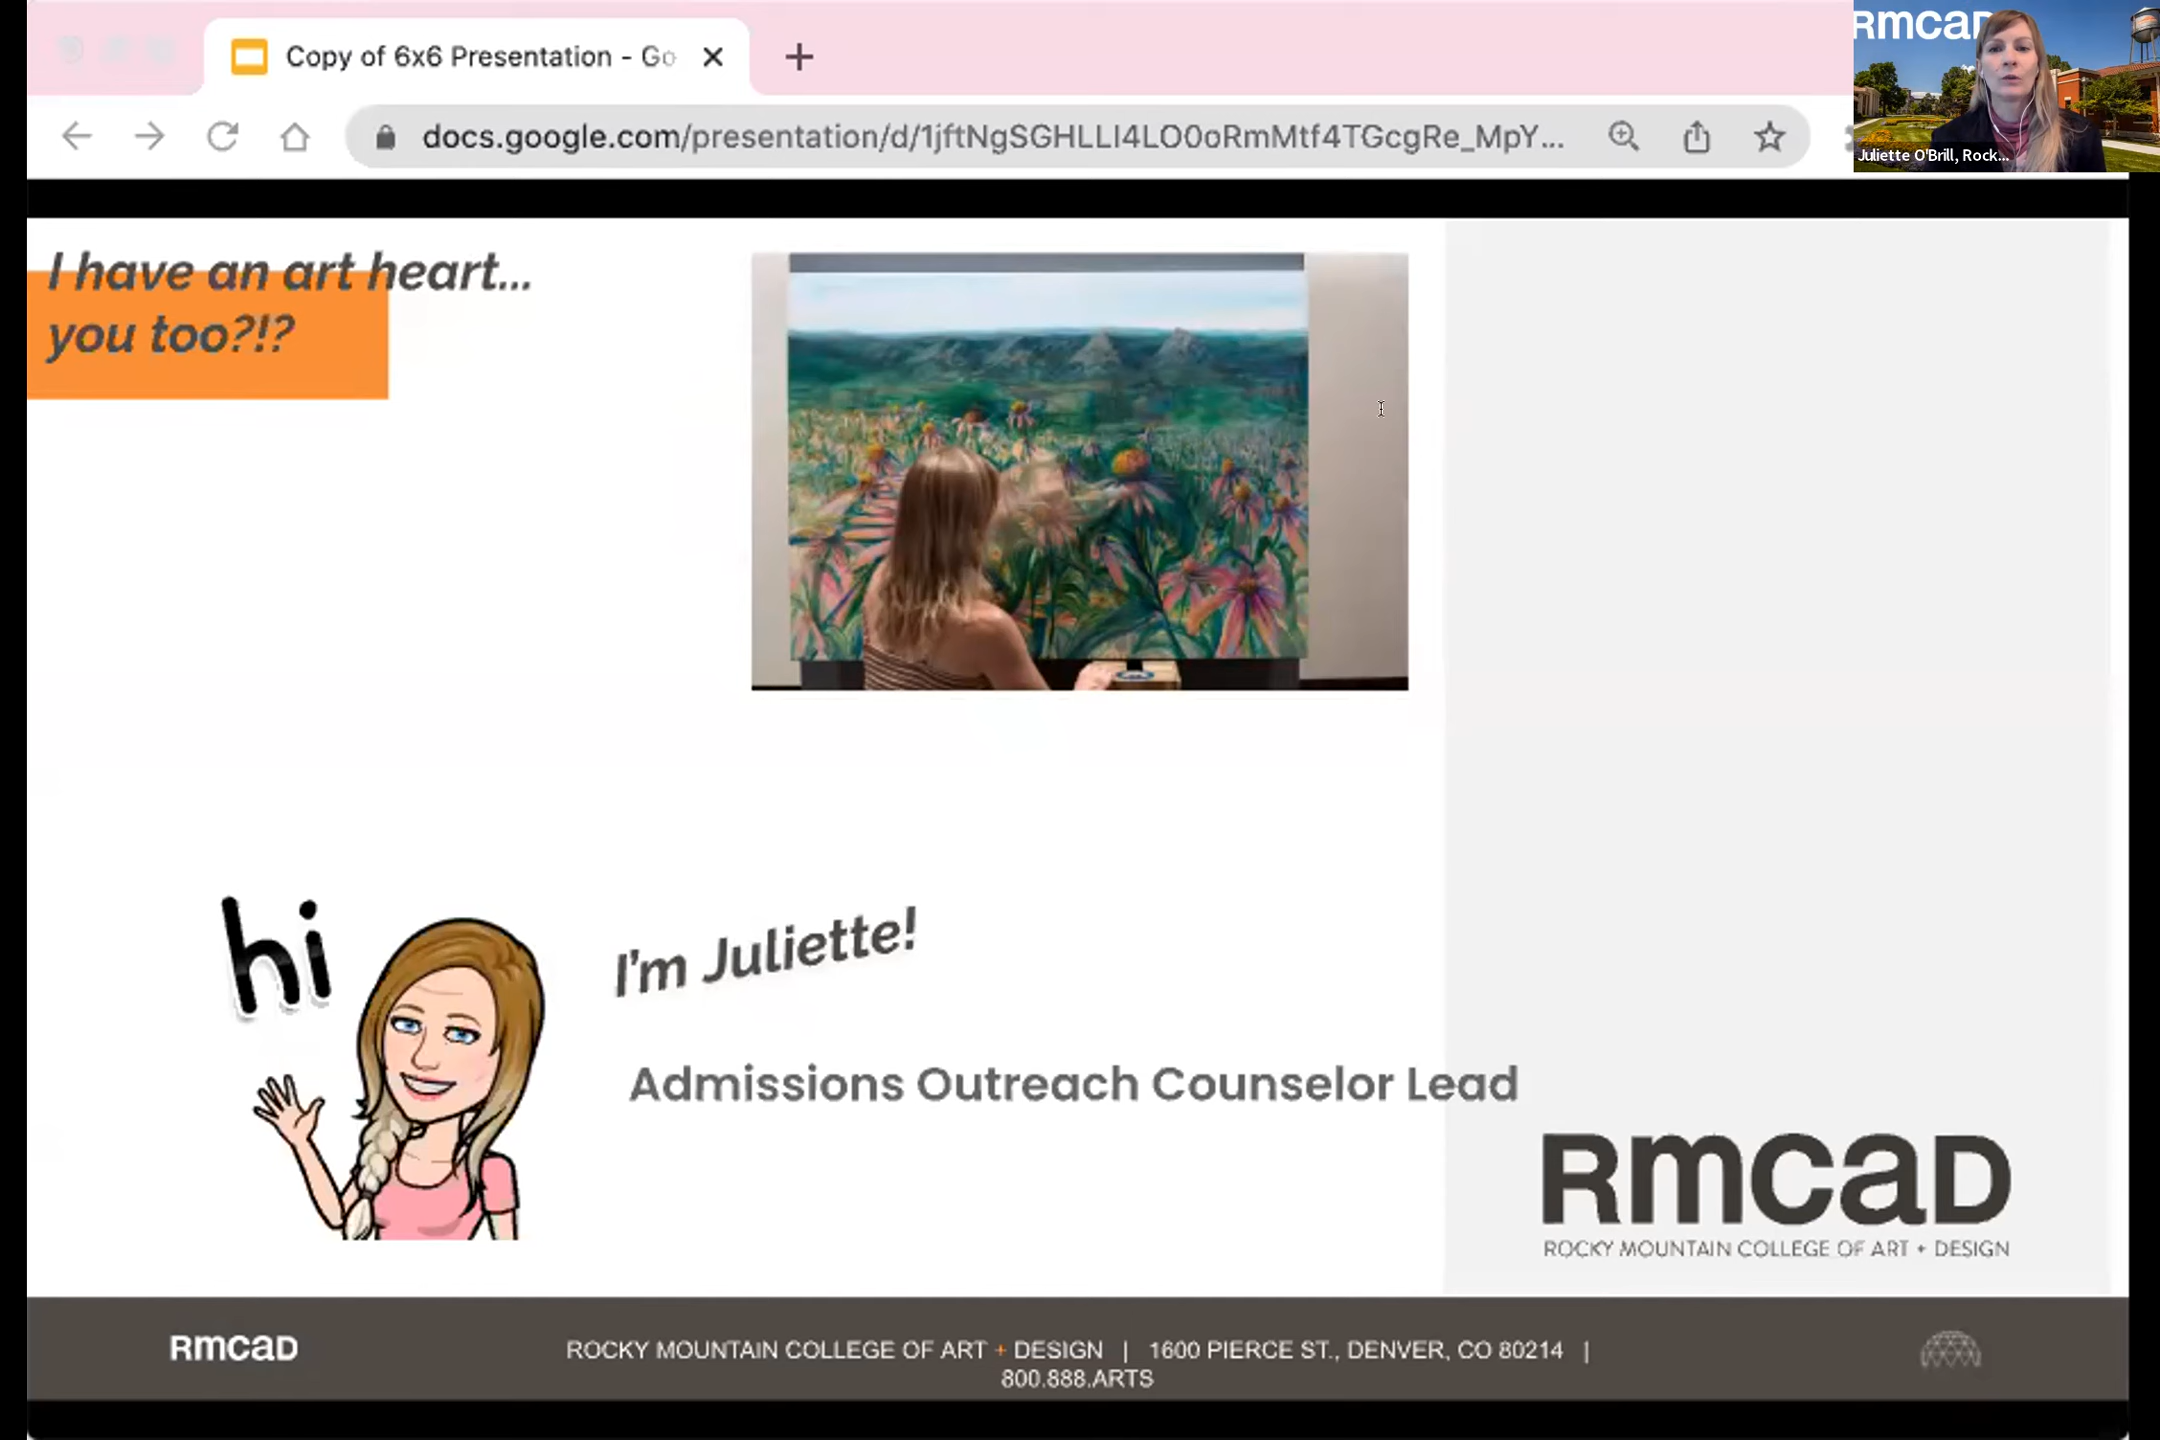 Copy of 6x6 Presentation - Go
docs.google.com/presentation/d/1jftNgSGHLLI4LO0oRmMtf4TGcgRe_MpY...
RMCAD
Juliette O'Brill, Rock...
I have an art heart...
you too?!?
hi
I'm Juliette!
Admissions Outreach Counselor Lead
RMCAD
ROCKY MOUNTAIN COLLEGE OF ART + DESIGN
RMCAD
ROCKY MOUNTAIN COLLEGE OF ART + DESIGN | 1600 PIERCE ST., DENVER, CO 80214 |
800.888.ARTS